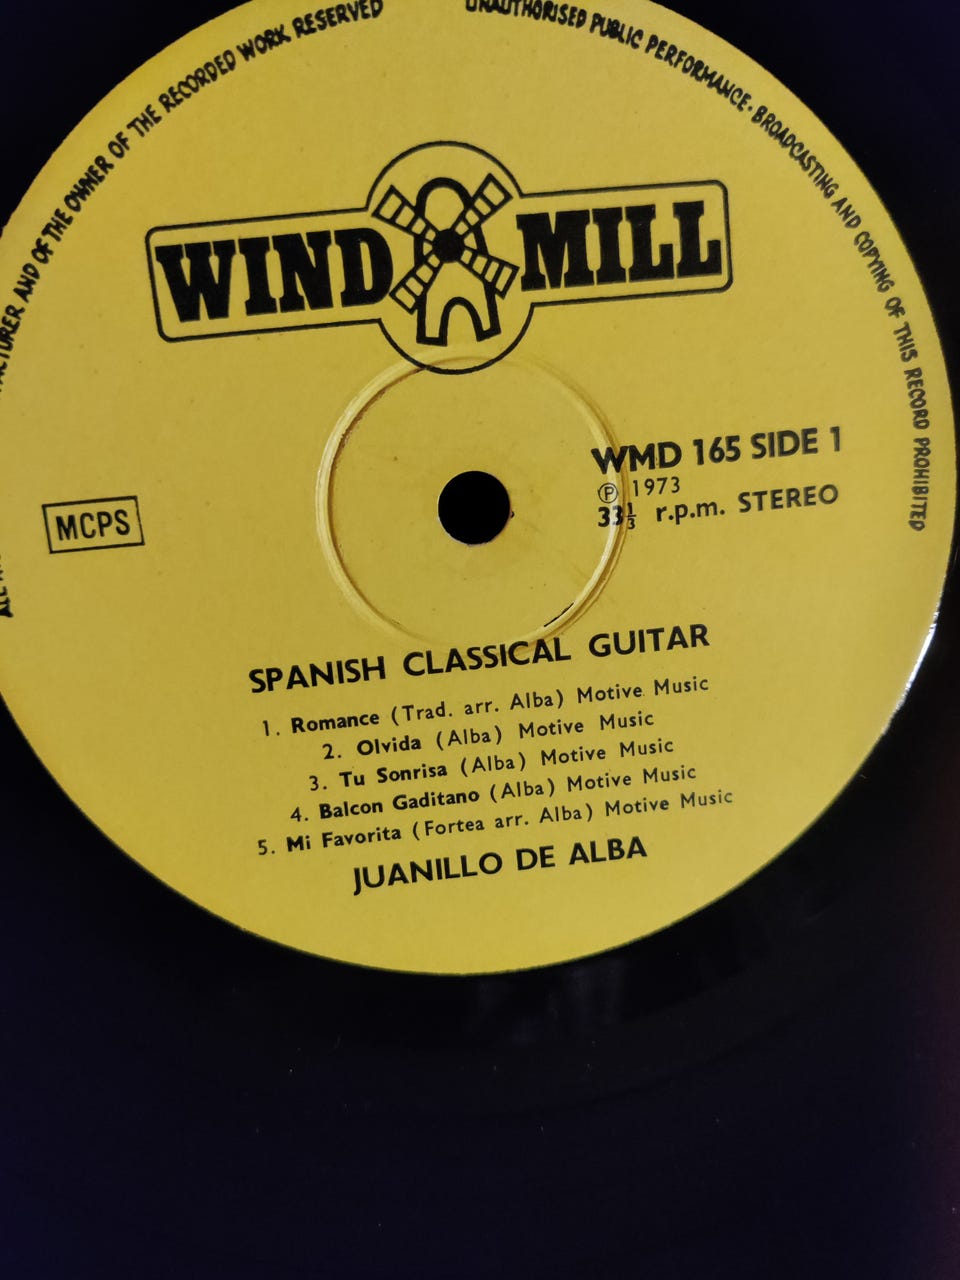 ALL RI
ACTURER AND OF THE OWNER OF THE RECORDED WORK RESERVED
UNAUTHORISED PUBLIC PERFORMANCE · BROADCASTING AND COPYING OF THIS RECORD PROHIBITED
WIND MILL
WMD 165 SIDE 1
℗ 1973
33⅓ r.p.m. STEREO
MCPS
SPANISH CLASSICAL GUITAR
1. Romance (Trad. arr. Alba) Motive Music
2. Olvida (Alba) Motive Music
3. Tu Sonrisa (Alba) Motive Music
4. Balcon Gaditano (Alba) Motive Music
5. Mi Favorita (Fortea arr. Alba) Motive Music
JUANILLO DE ALBA